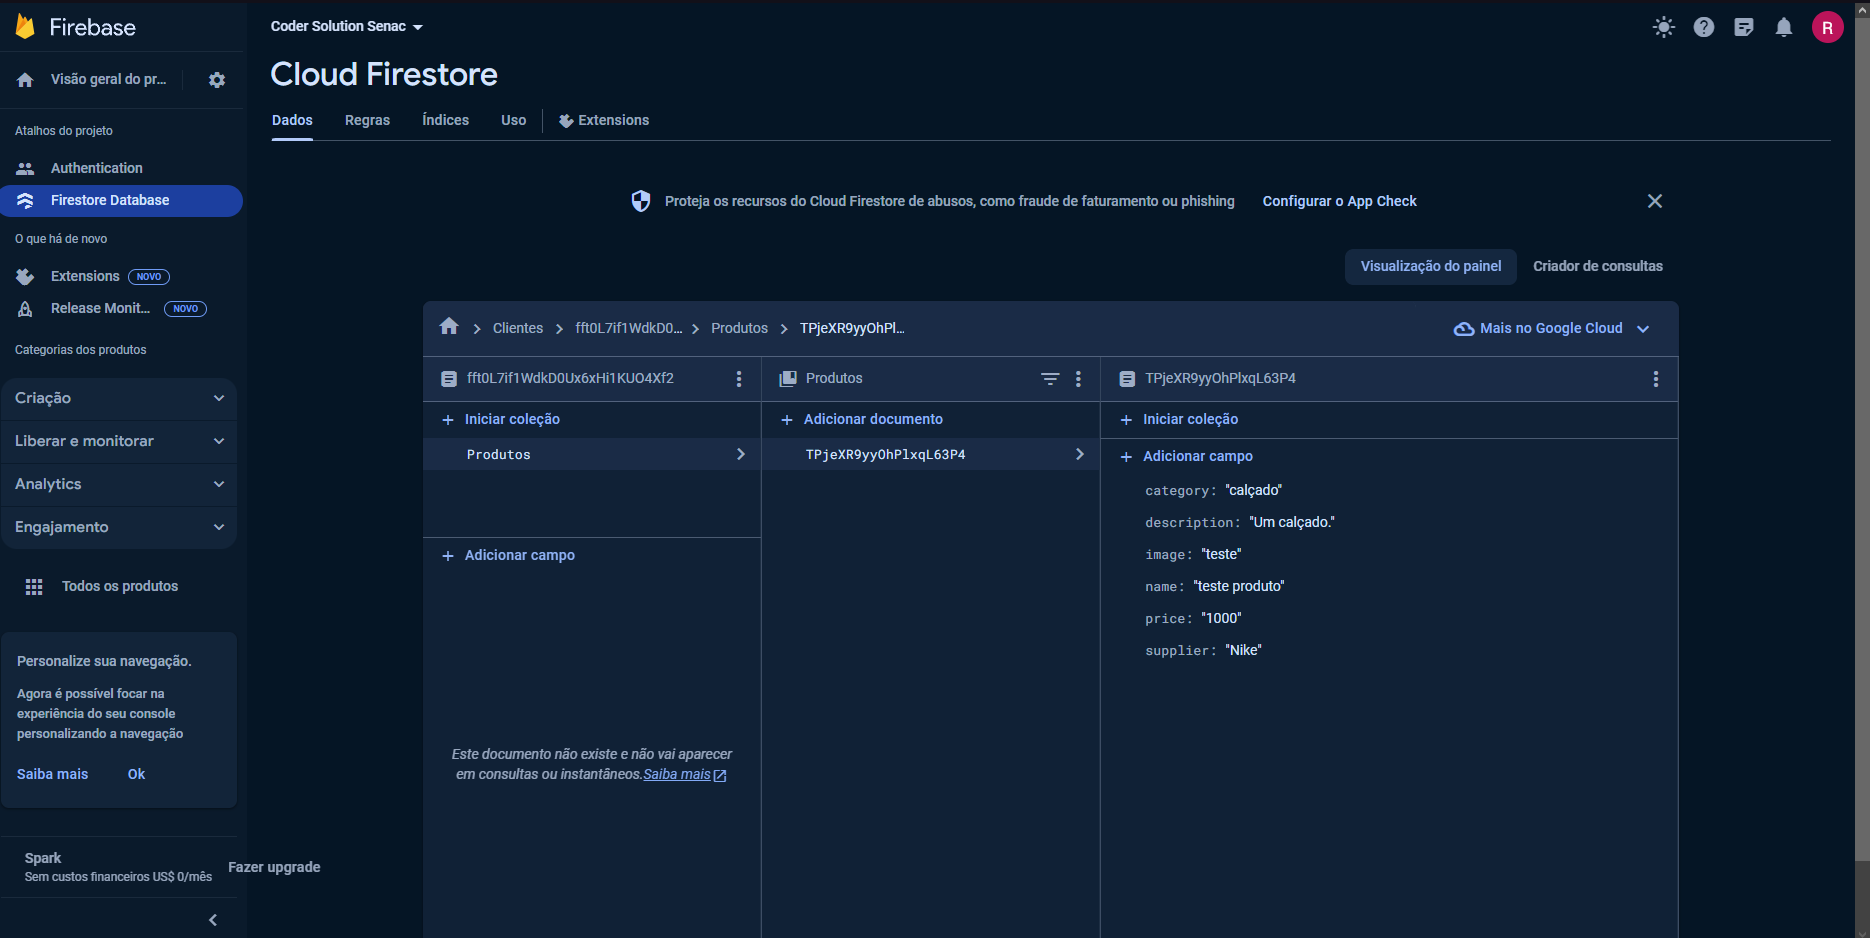 Firebase
Coder Solution Senac
R
Visão geral do pr...
Cloud Firestore
Dados
Regras
Índices
Uso
Extensions
Atalhos do projeto
Authentication
Firestore Database
O que há de novo
Extensions NOVO
Release Monit... NOVO
Categorias dos produtos
Criação
Liberar e monitorar
Analytics
Engajamento
Todos os produtos
Personalize sua navegação.
Agora é possível focar na
experiência do seu console
personalizando a navegação
Saiba mais Ok
Spark
Sem custos financeiros US$ 0/mês
Fazer upgrade
Proteja os recursos do Cloud Firestore de abusos, como fraude de faturamento ou phishing Configurar o App Check
Visualização do painel Criador de consultas
Clientes fft0L7if1WdkD0... Produtos TPjeXR9yyOhPl...
Mais no Google Cloud
fft0L7if1WdkD0Ux6xHi1KUO4Xf2
Iniciar coleção
Produtos
Adicionar campo
Este documento não existe e não vai aparecer
em consultas ou instantâneos.Saiba mais
Produtos
Adicionar documento
TPjeXR9yyOhPlxqL63P4
TPjeXR9yyOhPlxqL63P4
Iniciar coleção
Adicionar campo
category: "calçado"
description: "Um calçado."
image: "teste"
name: "teste produto"
price: "1000"
supplier: "Nike"